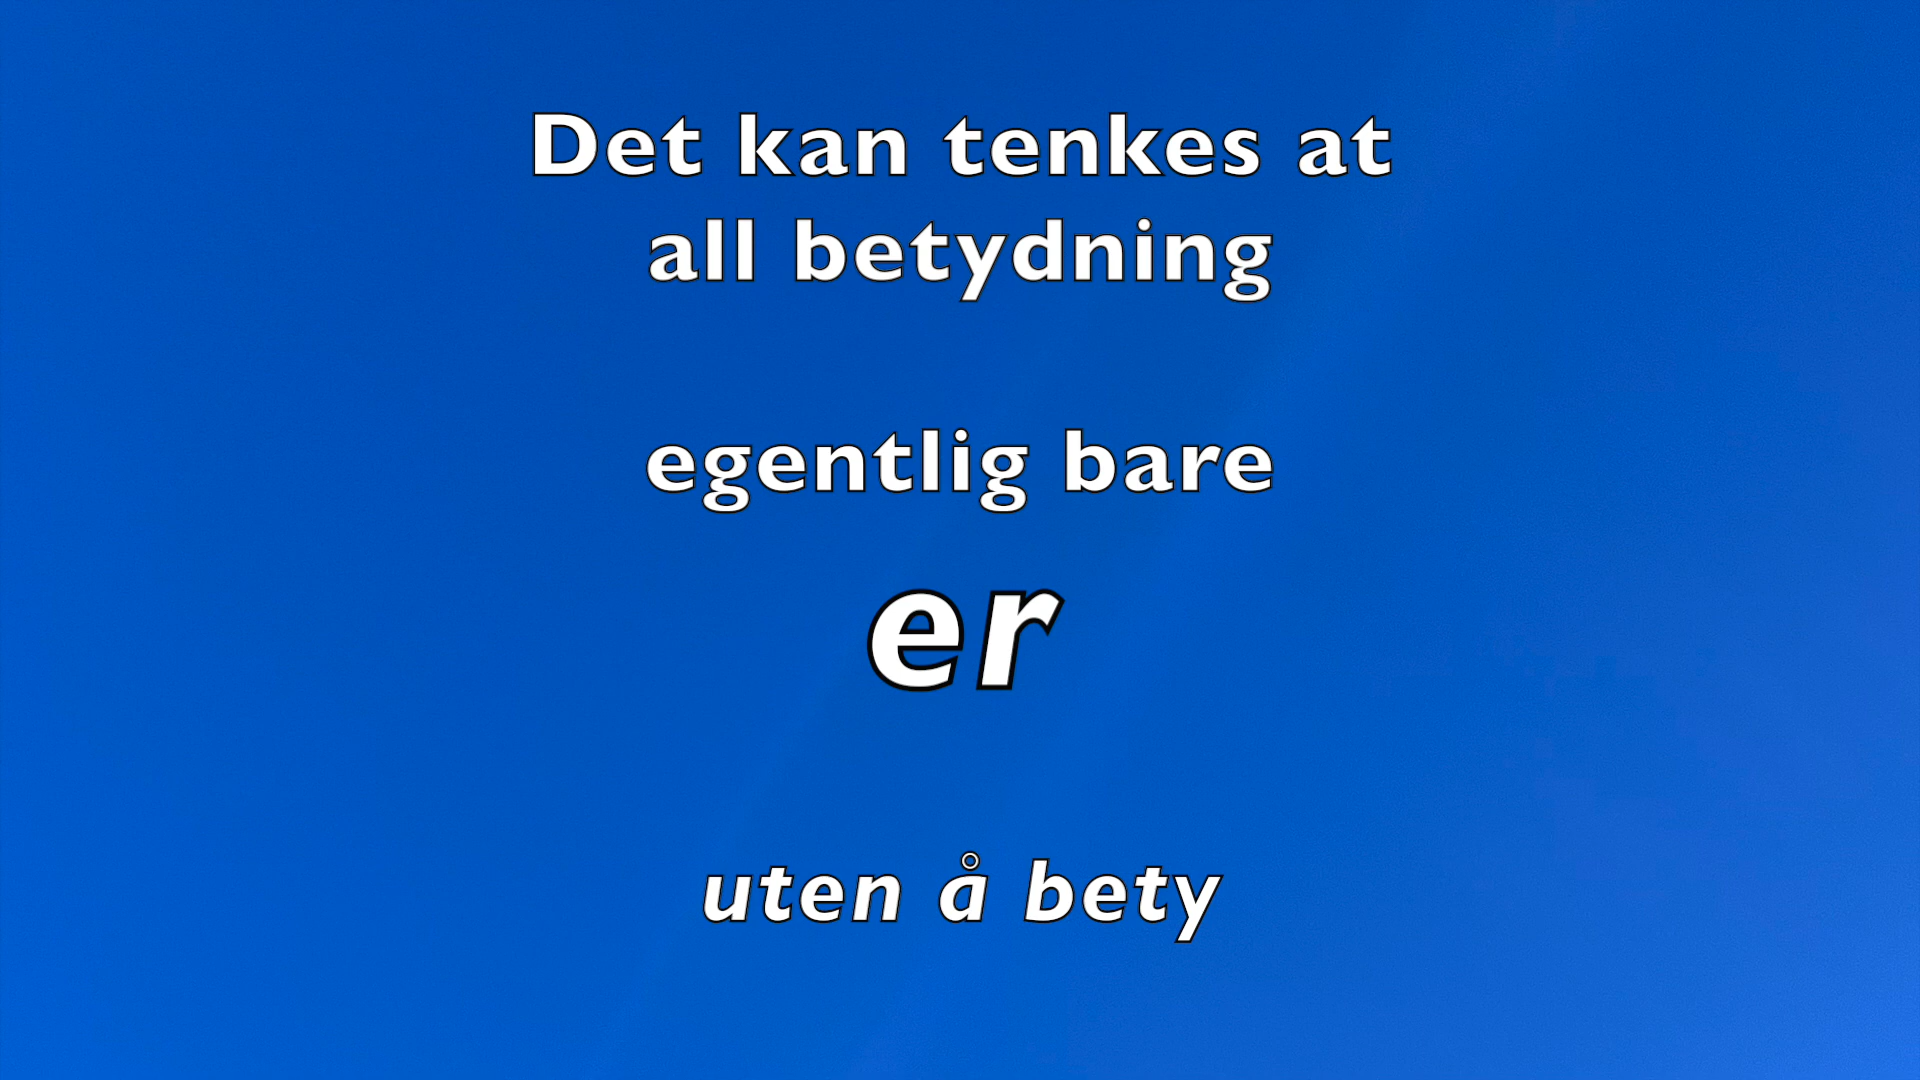 Det kan tenkes at
all betydning
egentlig bare
er
uten å bety